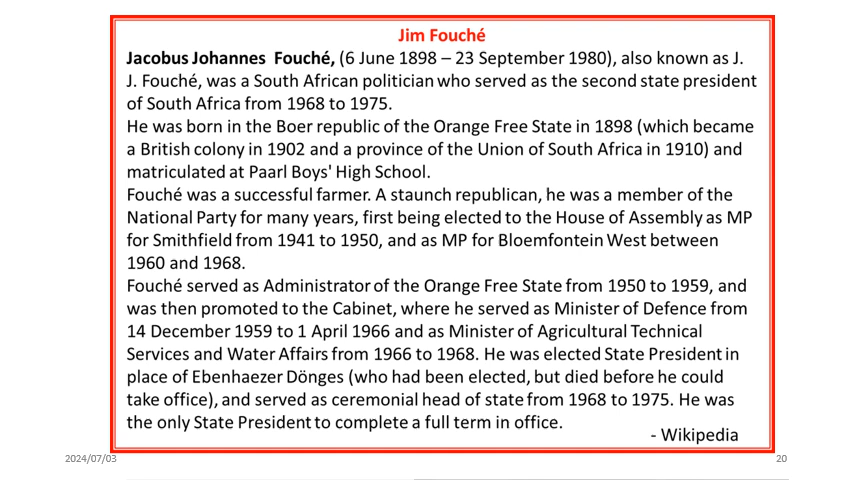 Jim Fouché
Jacobus Johannes Fouché, (6 June 1898 – 23 September 1980), also known as J.
J. Fouché, was a South African politician who served as the second state president
of South Africa from 1968 to 1975.
He was born in the Boer republic of the Orange Free State in 1898 (which became
a British colony in 1902 and a province of the Union of South Africa in 1910) and
matriculated at Paarl Boys' High School.
Fouché was a successful farmer. A staunch republican, he was a member of the
National Party for many years, first being elected to the House of Assembly as MP
for Smithfield from 1941 to 1950, and as MP for Bloemfontein West between
1960 and 1968.
Fouché served as Administrator of the Orange Free State from 1950 to 1959, and
was then promoted to the Cabinet, where he served as Minister of Defence from
14 December 1959 to 1 April 1966 and as Minister of Agricultural Technical
Services and Water Affairs from 1966 to 1968. He was elected State President in
place of Ebenhaezer Dönges (who had been elected, but died before he could
take office), and served as ceremonial head of state from 1968 to 1975. He was
the only State President to complete a full term in office.
- Wikipedia
2024/07/03
20